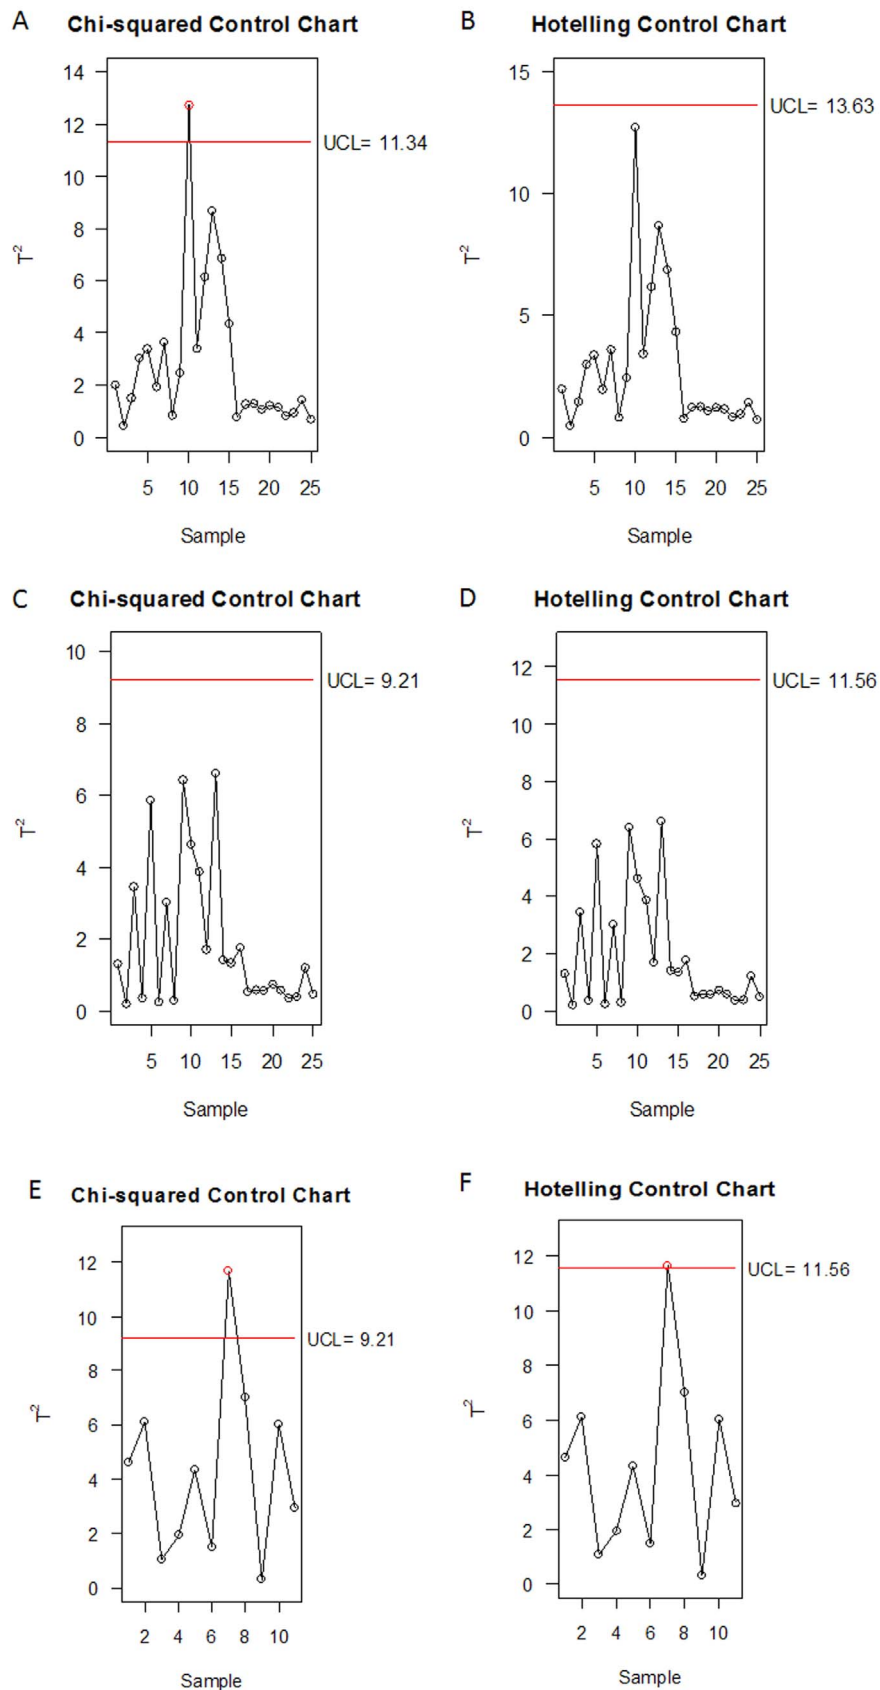 A Chi-squared Control Chart
14
12
10
8
6
4
2
0
T²
UCL= 11.34
5 10 15 20 25
Sample
B Hotelling Control Chart
15
10
5
0
T²
UCL= 13.63
5 10 15 20 25
Sample
C Chi-squared Control Chart
10
8
6
4
2
0
T²
UCL= 9.21
5 10 15 20 25
Sample
D Hotelling Control Chart
12
10
8
6
4
2
0
T²
UCL= 11.56
5 10 15 20 25
Sample
E Chi-squared Control Chart
12
10
8
6
4
2
0
T²
UCL= 9.21
2 4 6 8 10
Sample
F Hotelling Control Chart
12
10
8
6
4
2
0
T²
UCL= 11.56
2 4 6 8 10
Sample